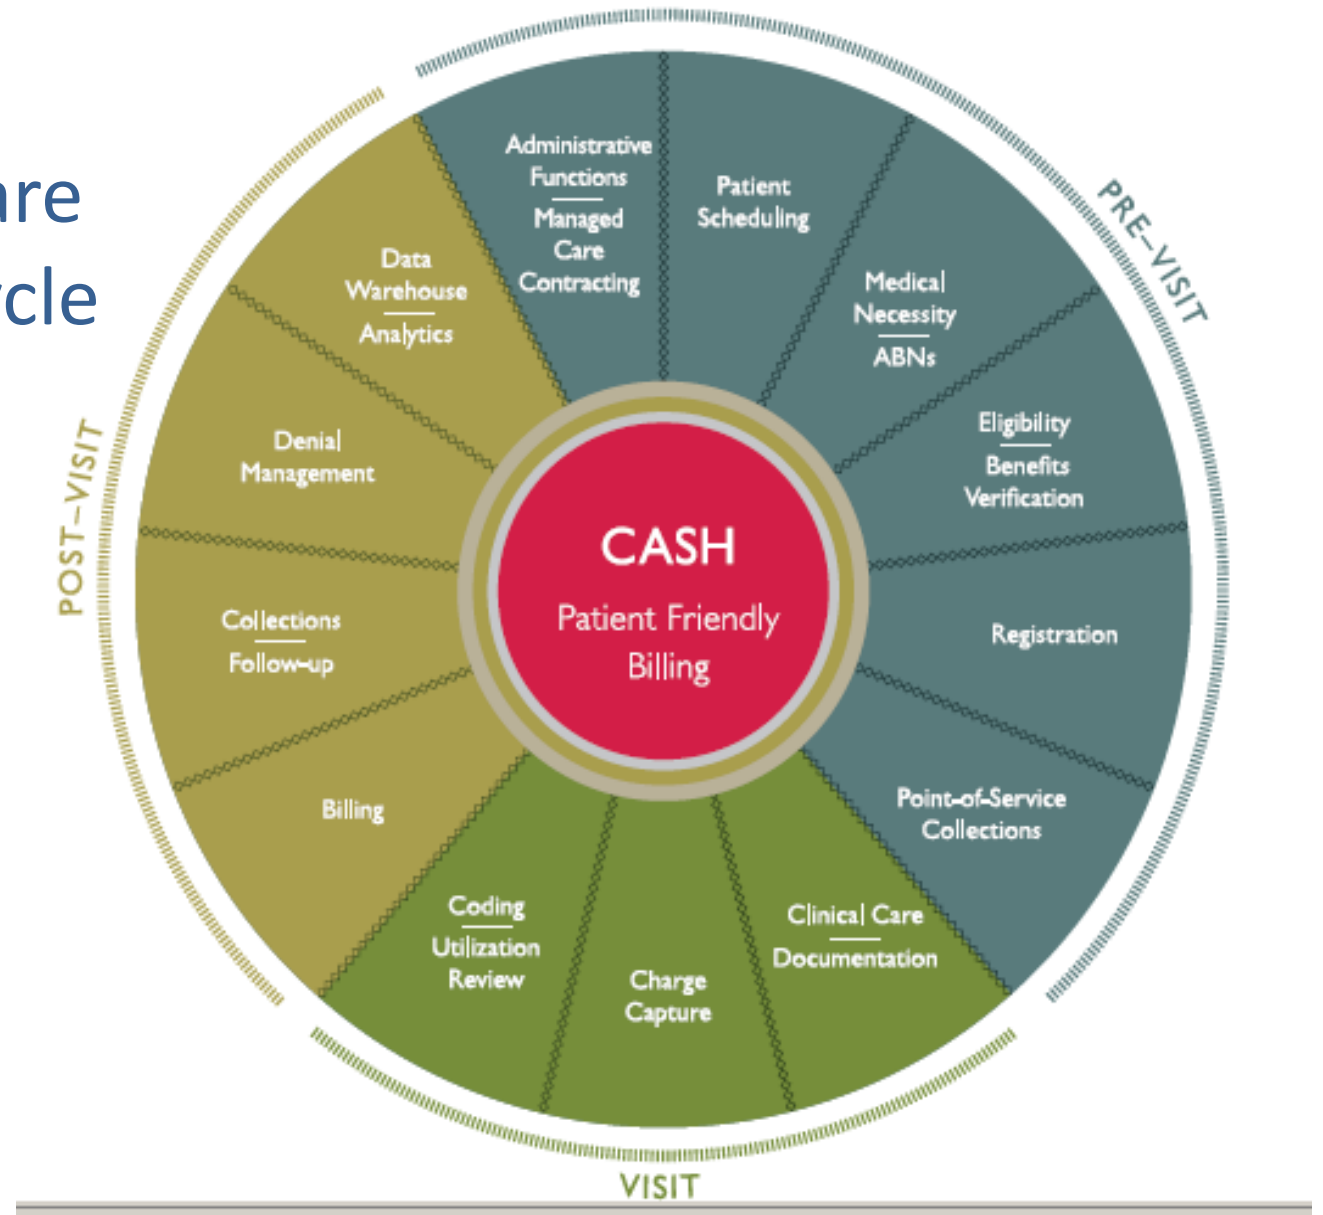 are
cle
PRE–VISIT
Administrative
Functions
Managed
Care
Contracting
Patient
Scheduling
Medical
Necessity
ABNs
Eligibility
Benefits
Verification
Registration
Point-of-Service
Collections
VISIT
Clinical Care
Documentation
Charge
Capture
Coding
Utilization
Review
POST–VISIT
Billing
Collections
Follow-up
Denial
Management
Data
Warehouse
Analytics
CASH
Patient Friendly
Billing